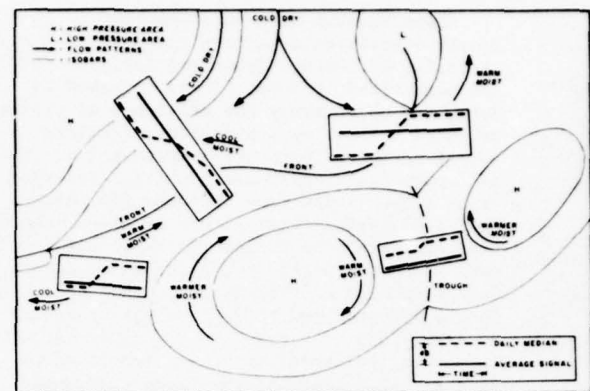 H = HIGH PRESSURE AREA
L = LOW PRESSURE AREA
= FLOW PATTERNS
= ISOBARS
COLD DRY
COLD DRY
L
WARM
MOIST
H
COOL
MOIST
FRONT
H
FRONT
WARM
MOIST
WARMER
MOIST
COOL
MOIST
WARMER
MOIST
H
WARM
MOIST
TROUGH
DAILY MEDIAN
AVERAGE SIGNAL
TIME